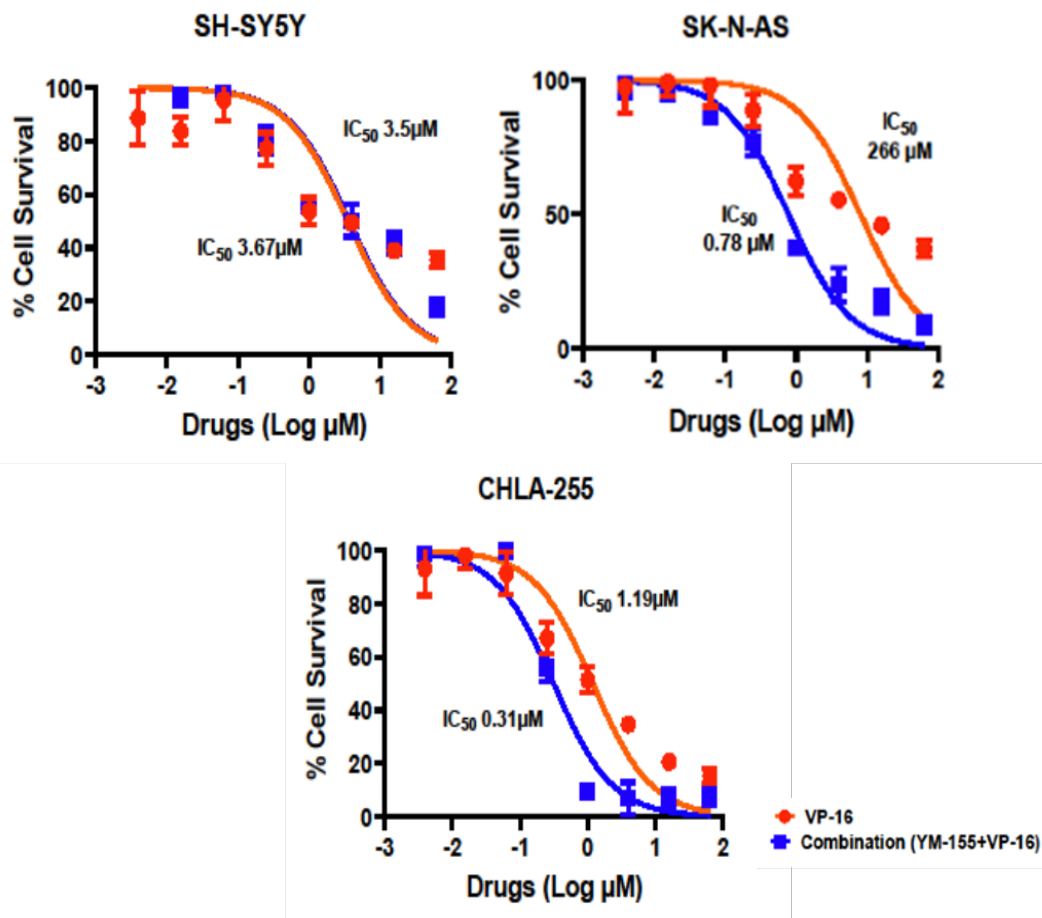 SH-SY5Y
% Cell Survival
100
80
60
40
20
0
IC50 3.5µM
IC50 3.67µM
-3 -2 -1 0 1 2
Drugs (Log µM)
SK-N-AS
% Cell Survival
100
50
0
IC50
266 µM
IC50
0.78 µM
-3 -2 -1 0 1 2
Drugs (Log µM)
CHLA-255
% Cell Survival
100
80
60
40
20
0
IC50 1.19µM
IC50 0.31µM
-3 -2 -1 0 1 2
Drugs (Log µM)
VP-16
Combination (YM-155+VP-16)